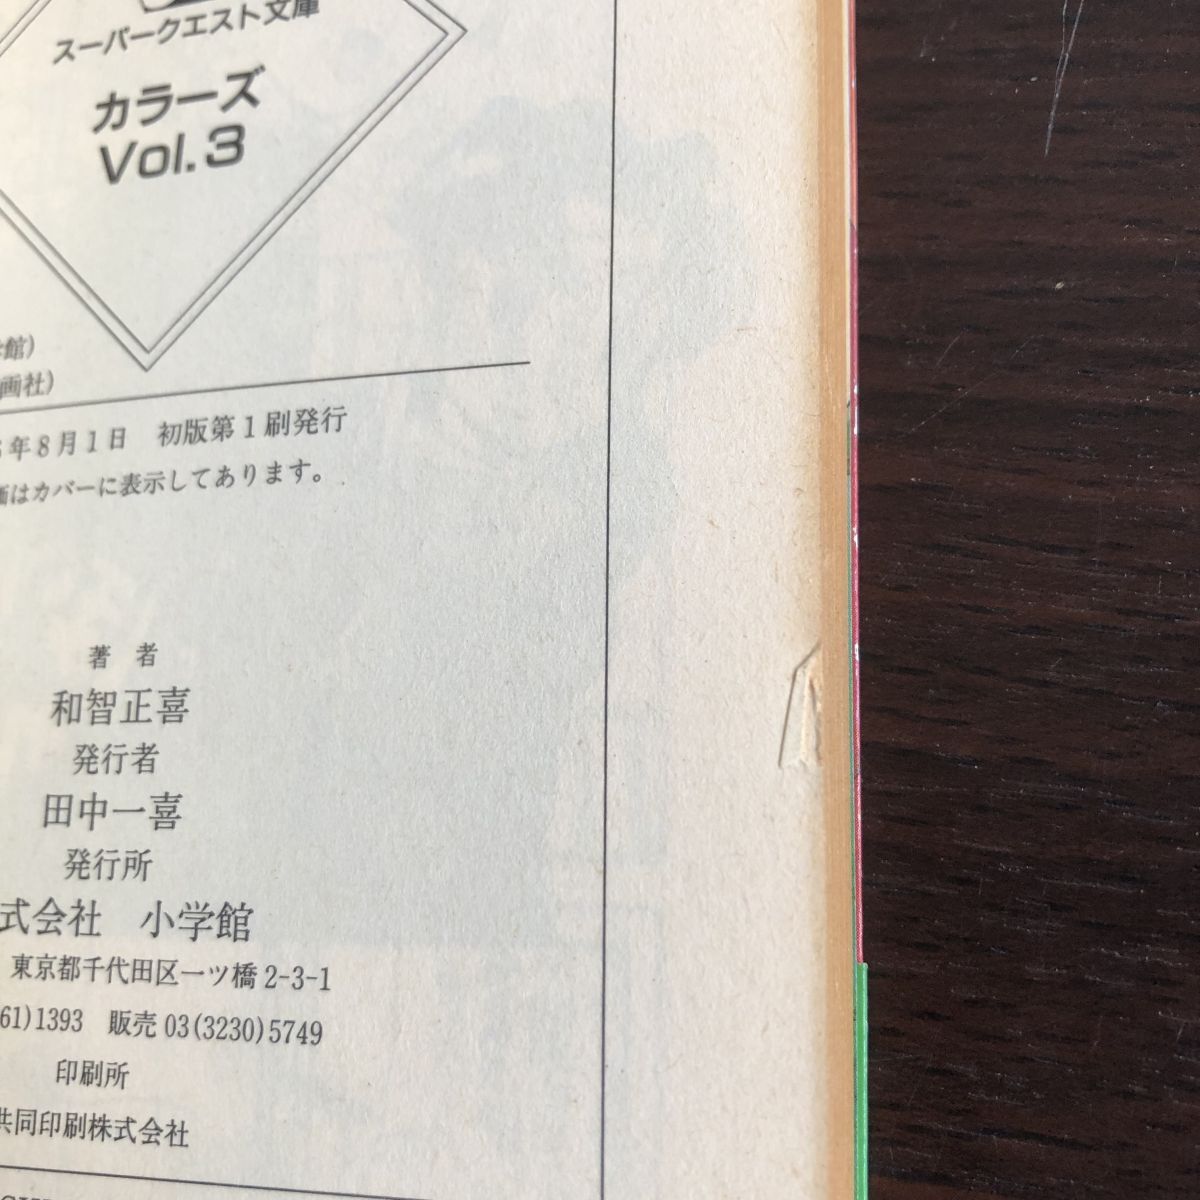 スーパークエスト文庫
カラーズ
Vol.3
学館)
画社)
年8月1日 初版第1刷発行
価はカバーに表示してあります。
著者
和智正喜
発行者
田中一喜
発行所
式会社 小学館
東京都千代田区一ツ橋2-3-1
61)1393 販売03(3230)5749
印刷所
共同印刷株式会社